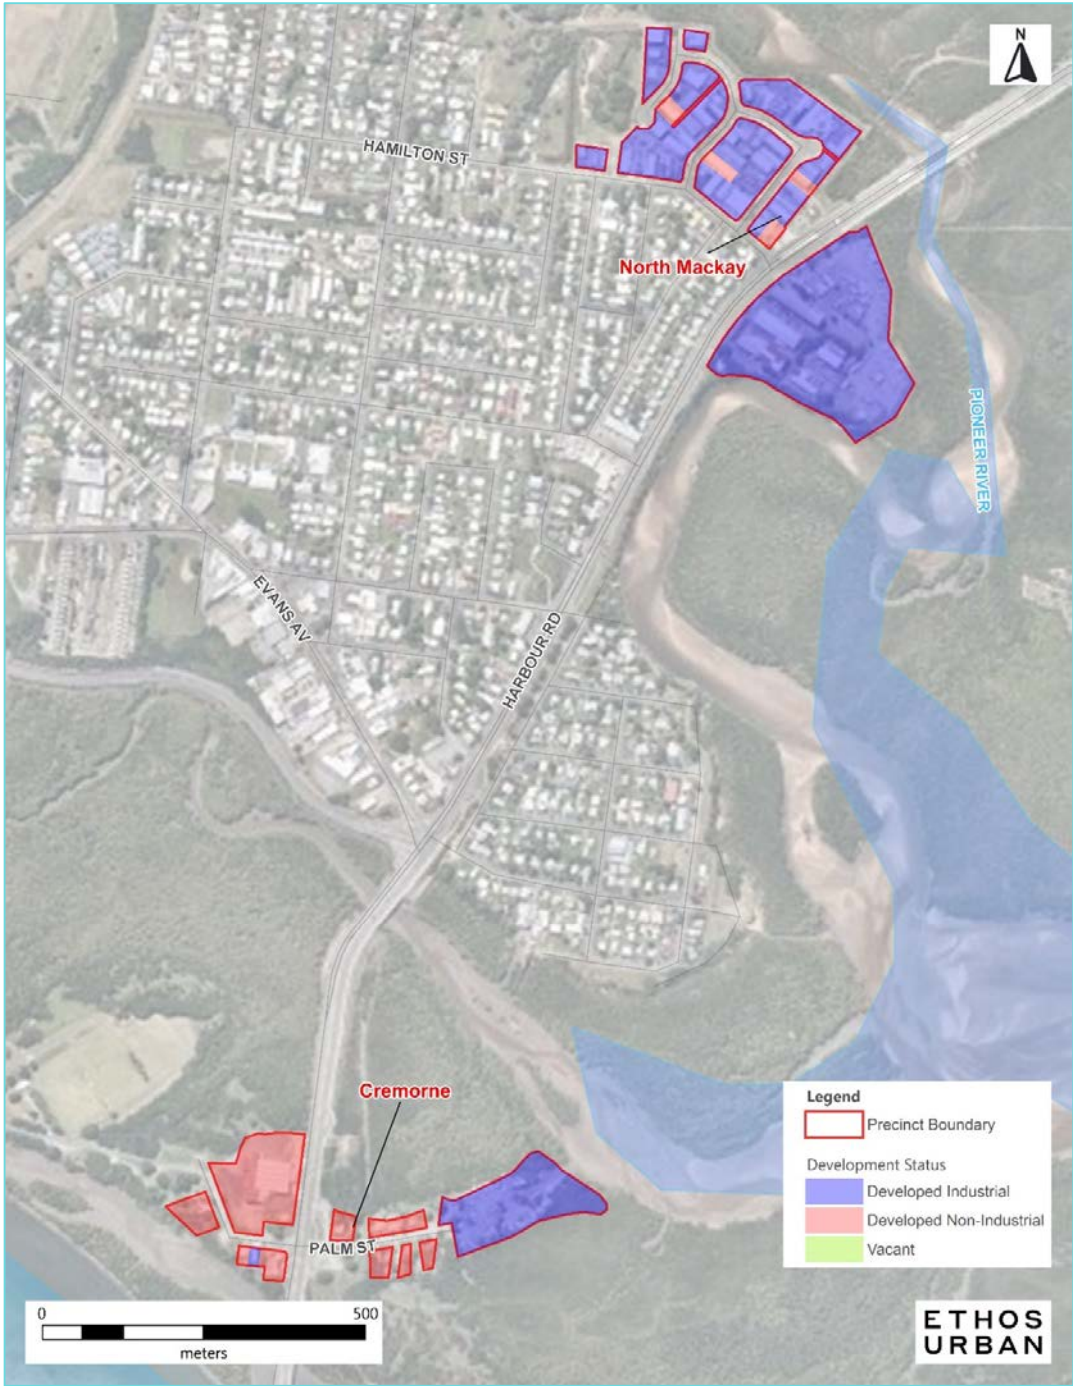 N
HAMILTON ST
North Mackay
PIONEER RIVER
EVANS AV
HARBOUR RD
Cremorne
PALM ST
Legend
Precinct Boundary
Development Status
Developed Industrial
Developed Non-Industrial
Vacant
0 500
meters
ETHOS
URBAN